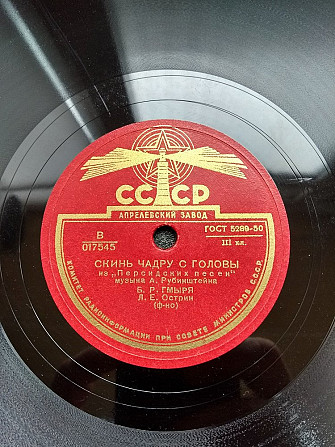 СССР
АПРЕЛЕВСКИЙ ЗАВОД
В
017545
ГОСТ 5289-50
III кл.
СКИНЬ ЧАДРУ С ГОЛОВЫ
из „Персидских песен"
музыка А. Рубинштейна
Б. Р. ГМЫРЯ
Л. Е. Острин
(ф-но)
КОМИТЕТ РАДИОИНФОРМАЦИИ ПРИ СОВЕТЕ МИНИСТРОВ СССР.